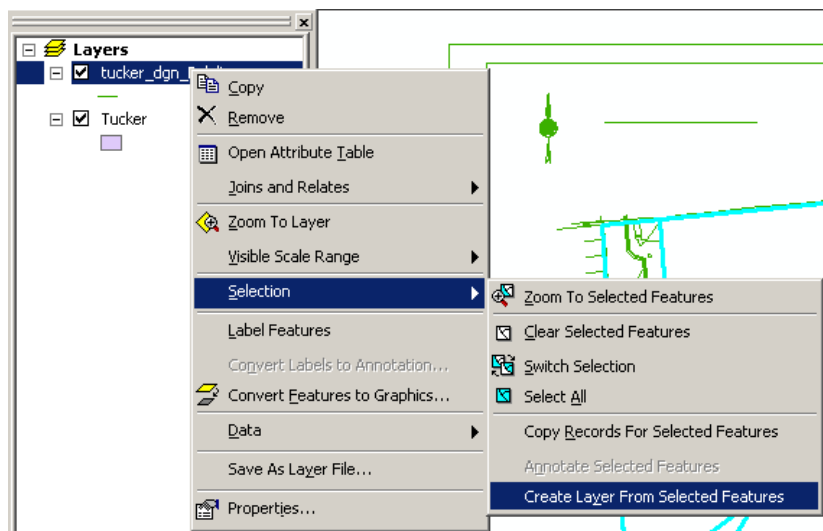 Layers
tucker_dgn_
Tucker
Copy
Remove
Open Attribute Table
Joins and Relates
Zoom To Layer
Visible Scale Range
Selection
Label Features
Convert Labels to Annotation...
Convert Features to Graphics...
Data
Save As Layer File...
Properties...
Zoom To Selected Features
Clear Selected Features
Switch Selection
Select All
Copy Records For Selected Features
Annotate Selected Features
Create Layer From Selected Features